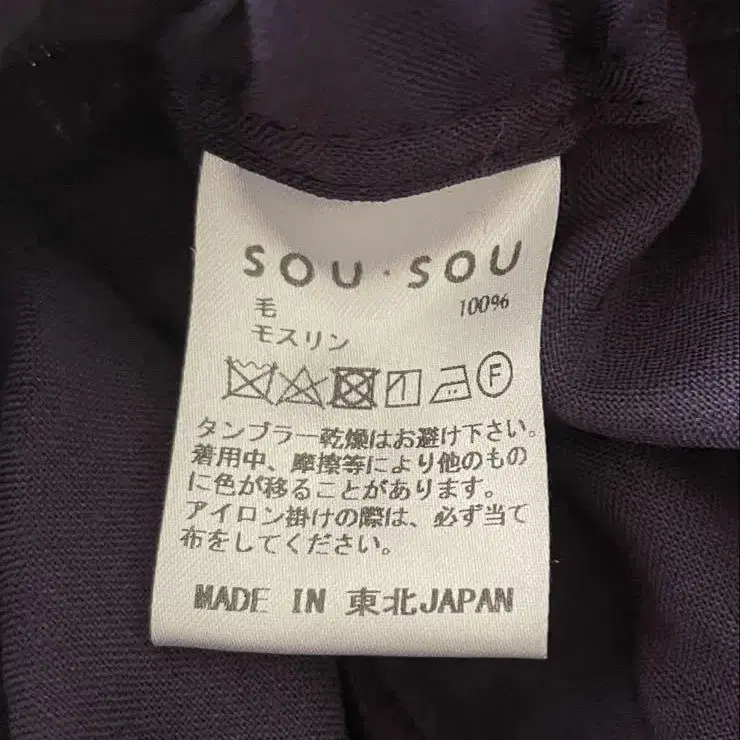 SOU・SOU
毛 100%
モスリン
F
タンブラー乾燥はお避け下さい。
着用中、摩擦等により他のもの
に色が移ることがあります。
アイロン掛けの際は、必ず当て
布をしてください。
MADE IN 東北JAPAN